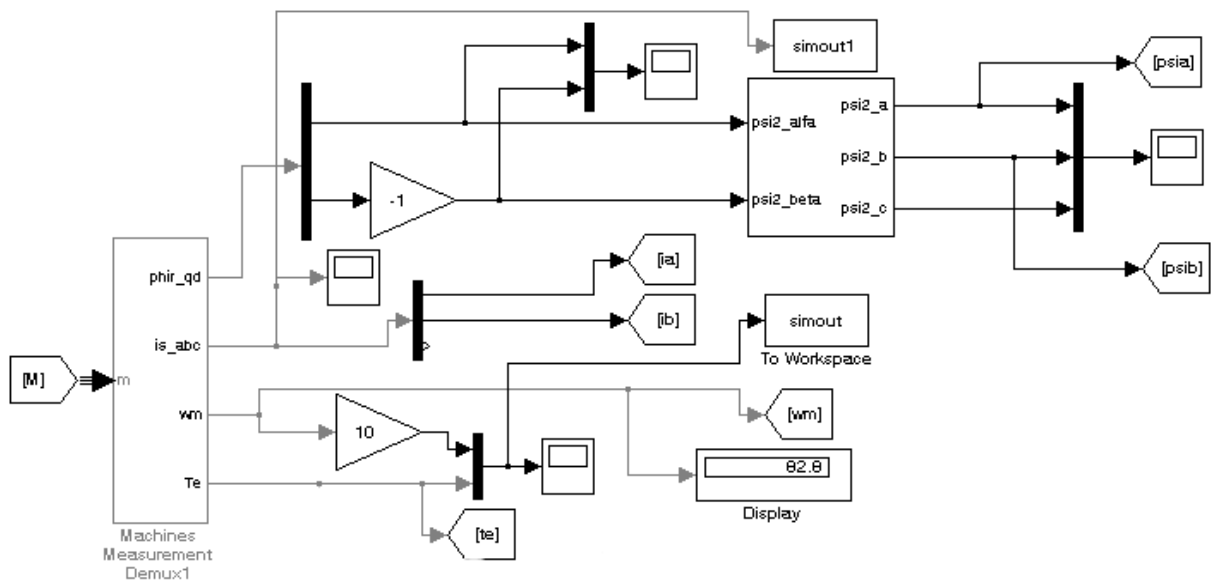 simout1
[psia]
psi2_alfa
psi2_a
psi2_b
-1
psi2_beta
psi2_c
[ia]
[psib]
phir_qd
[ib]
simout
is_abc
To Workspace
[M]
m
wm
[wm]
10
82.8
Te
Display
[te]
Machines
Measurement
Demux1